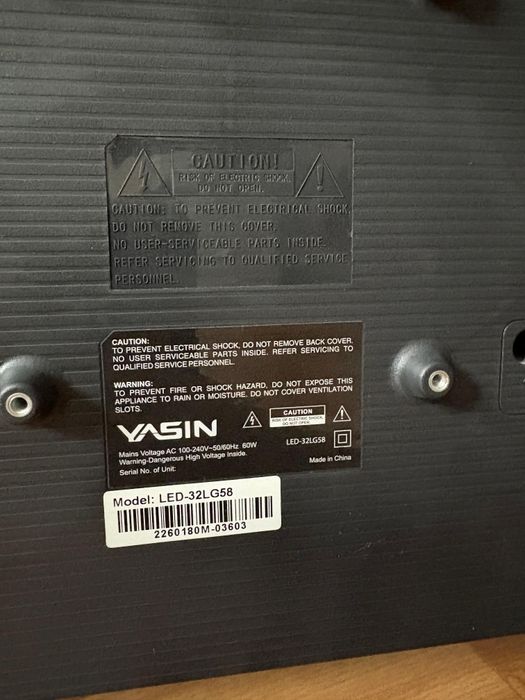 CAUTION!
RISK OF ELECTRIC SHOCK.
DO NOT OPEN.
CAUTION: TO PREVENT ELECTRICAL SHOCK,
DO NOT REMOVE THIS COVER.
NO USER-SERVICEABLE PARTS INSIDE.
REFER SERVICING TO QUALIFIED SERVICE
PERSONNEL.
CAUTION:
TO PREVENT ELECTRICAL SHOCK, DO NOT REMOVE BACK COVER.
NO USER SERVICEABLE PARTS INSIDE. REFER SERVICING TO
QUALIFIED SERVICE PERSONNEL.
WARNING:
TO PREVENT FIRE OR SHOCK HAZARD, DO NOT EXPOSE THIS
APPLIANCE TO RAIN OR MOISTURE. DO NOT COVER VENTILATION
SLOTS.
YASIN
CAUTION
RISK OF ELECTRIC SHOCK
DO NOT OPEN
Mains Voltage AC 100-240V~50/60Hz 60W
LED-32LG58
Warning-Dangerous High Voltage Inside.
Serial No. of Unit:
Made in China
Model: LED-32LG58
2260180M-03603